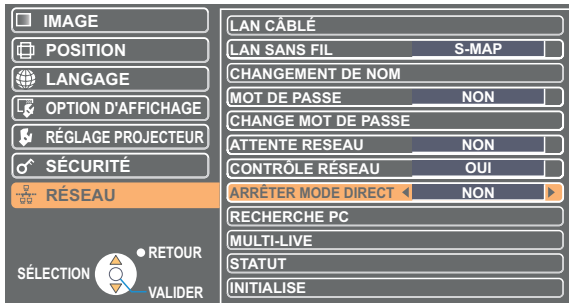 IMAGE
POSITION
LANGAGE
OPTION D'AFFICHAGE
RÉGLAGE PROJECTEUR
SÉCURITÉ
RÉSEAU
RETOUR
SÉLECTION
VALIDER
LAN CÂBLÉ
LAN SANS FIL S-MAP
CHANGEMENT DE NOM
MOT DE PASSE NON
CHANGE MOT DE PASSE
ATTENTE RESEAU NON
CONTRÔLE RÉSEAU OUI
ARRÊTER MODE DIRECT NON
RECHERCHE PC
MULTI-LIVE
STATUT
INITIALISE